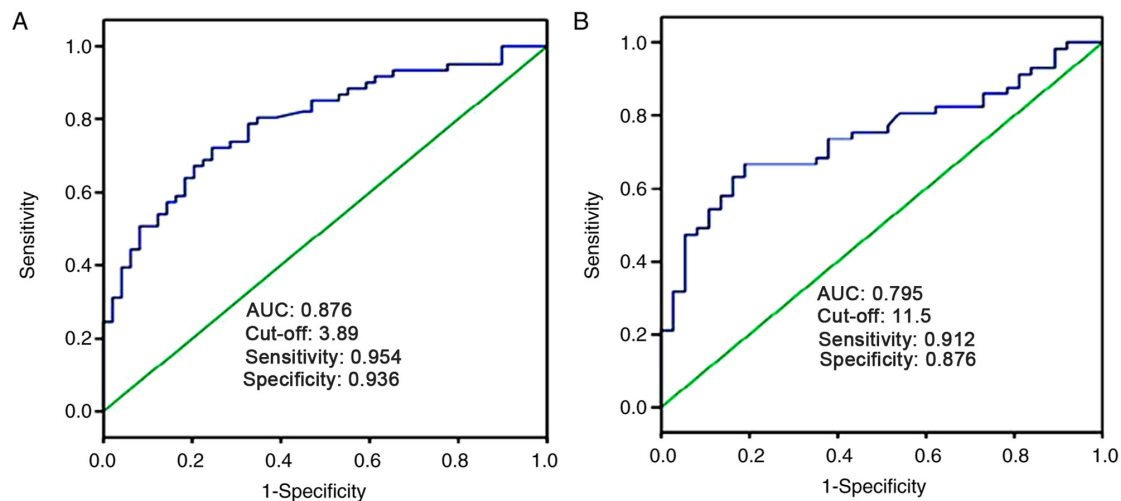 A
Sensitivity
1.0
0.8
0.6
0.4
0.2
0.0
AUC: 0.876
Cut-off: 3.89
Sensitivity: 0.954
Specificity: 0.936
0.0 0.2 0.4 0.6 0.8 1.0
1-Specificity
B
Sensitivity
1.0
0.8
0.6
0.4
0.2
0.0
AUC: 0.795
Cut-off: 11.5
Sensitivity: 0.912
Specificity: 0.876
0.0 0.2 0.4 0.6 0.8 1.0
1-Specificity